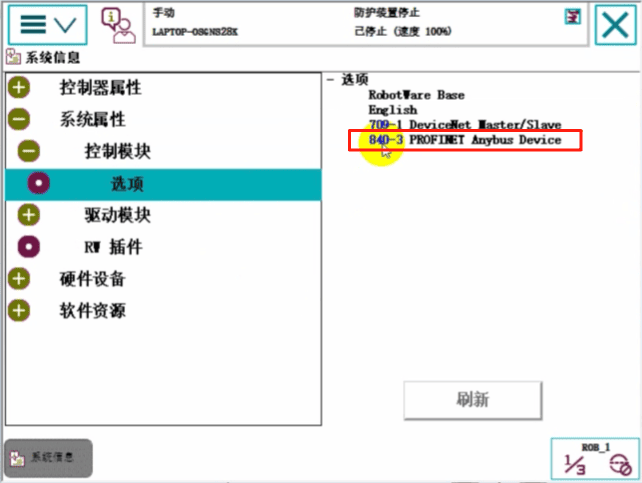 手动
LAPTOP-OS6NS28K
防护装置停止
已停止 (速度 100%)
系统信息
控制器属性
系统属性
控制模块
选项
驱动模块
RW 插件
硬件设备
软件资源
- 选项
RobotWare Base
English
709-1 DeviceNet Master/Slave
840-3 PROFINET Anybus Device
刷新
系统信息
ROB_1
1/3